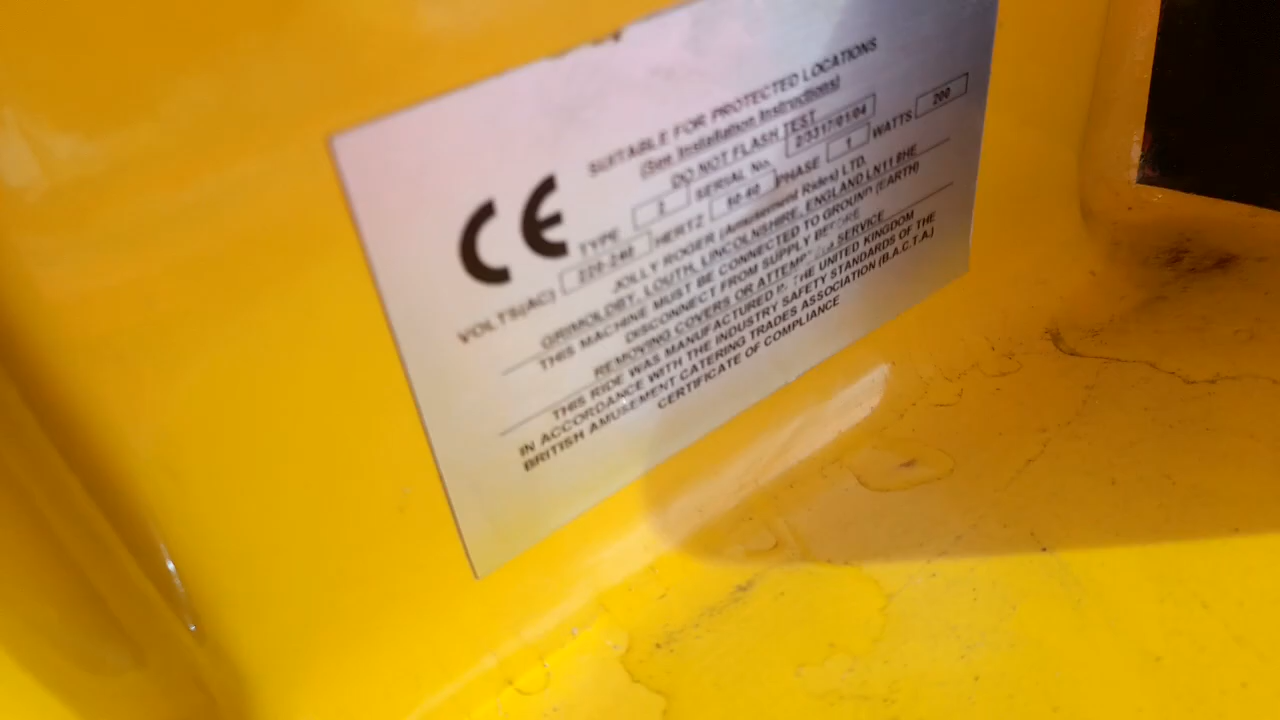 SUITABLE FOR PROTECTED LOCATIONS
(See Installation Instructions)
DO NOT FLASH TEST
CE TYPE 2 SERIAL No. 2/3317/01/04
VOLTS(AC) 220-240 HERTZ PHASE 1 WATTS 200
JOLLY ROGER (Amusement Rides) LTD.
GRIMOLDBY, LOUTH, LINCOLNSHIRE, ENGLAND LN11 8HE
THIS MACHINE MUST BE CONNECTED TO GROUND (EARTH)
DISCONNECT FROM SUPPLY BEFORE
REMOVING COVERS OR ATTEMP SERVICE
THIS RIDE WAS MANUFACTURED IN THE UNITED KINGDOM
IN ACCORDANCE WITH THE INDUSTRY SAFETY STANDARDS OF THE
BRITISH AMUSEMENT CATERING TRADES ASSOCIATION (B.A.C.T.A.)
CERTIFICATE OF COMPLIANCE